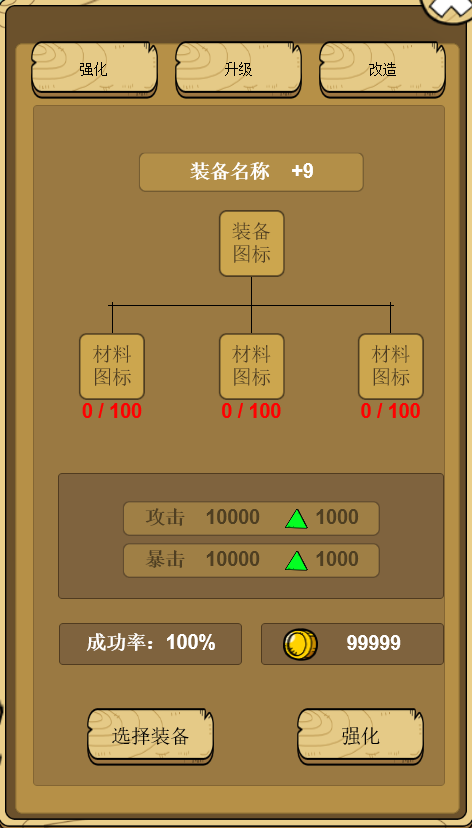 强化 升级 改造
装备名称 +9
装备
图标
材料 材料 材料
图标 图标 图标
0 / 100 0 / 100 0 / 100
攻击 10000 1000
暴击 10000 1000
成功率：100% 99999
选择装备 强化